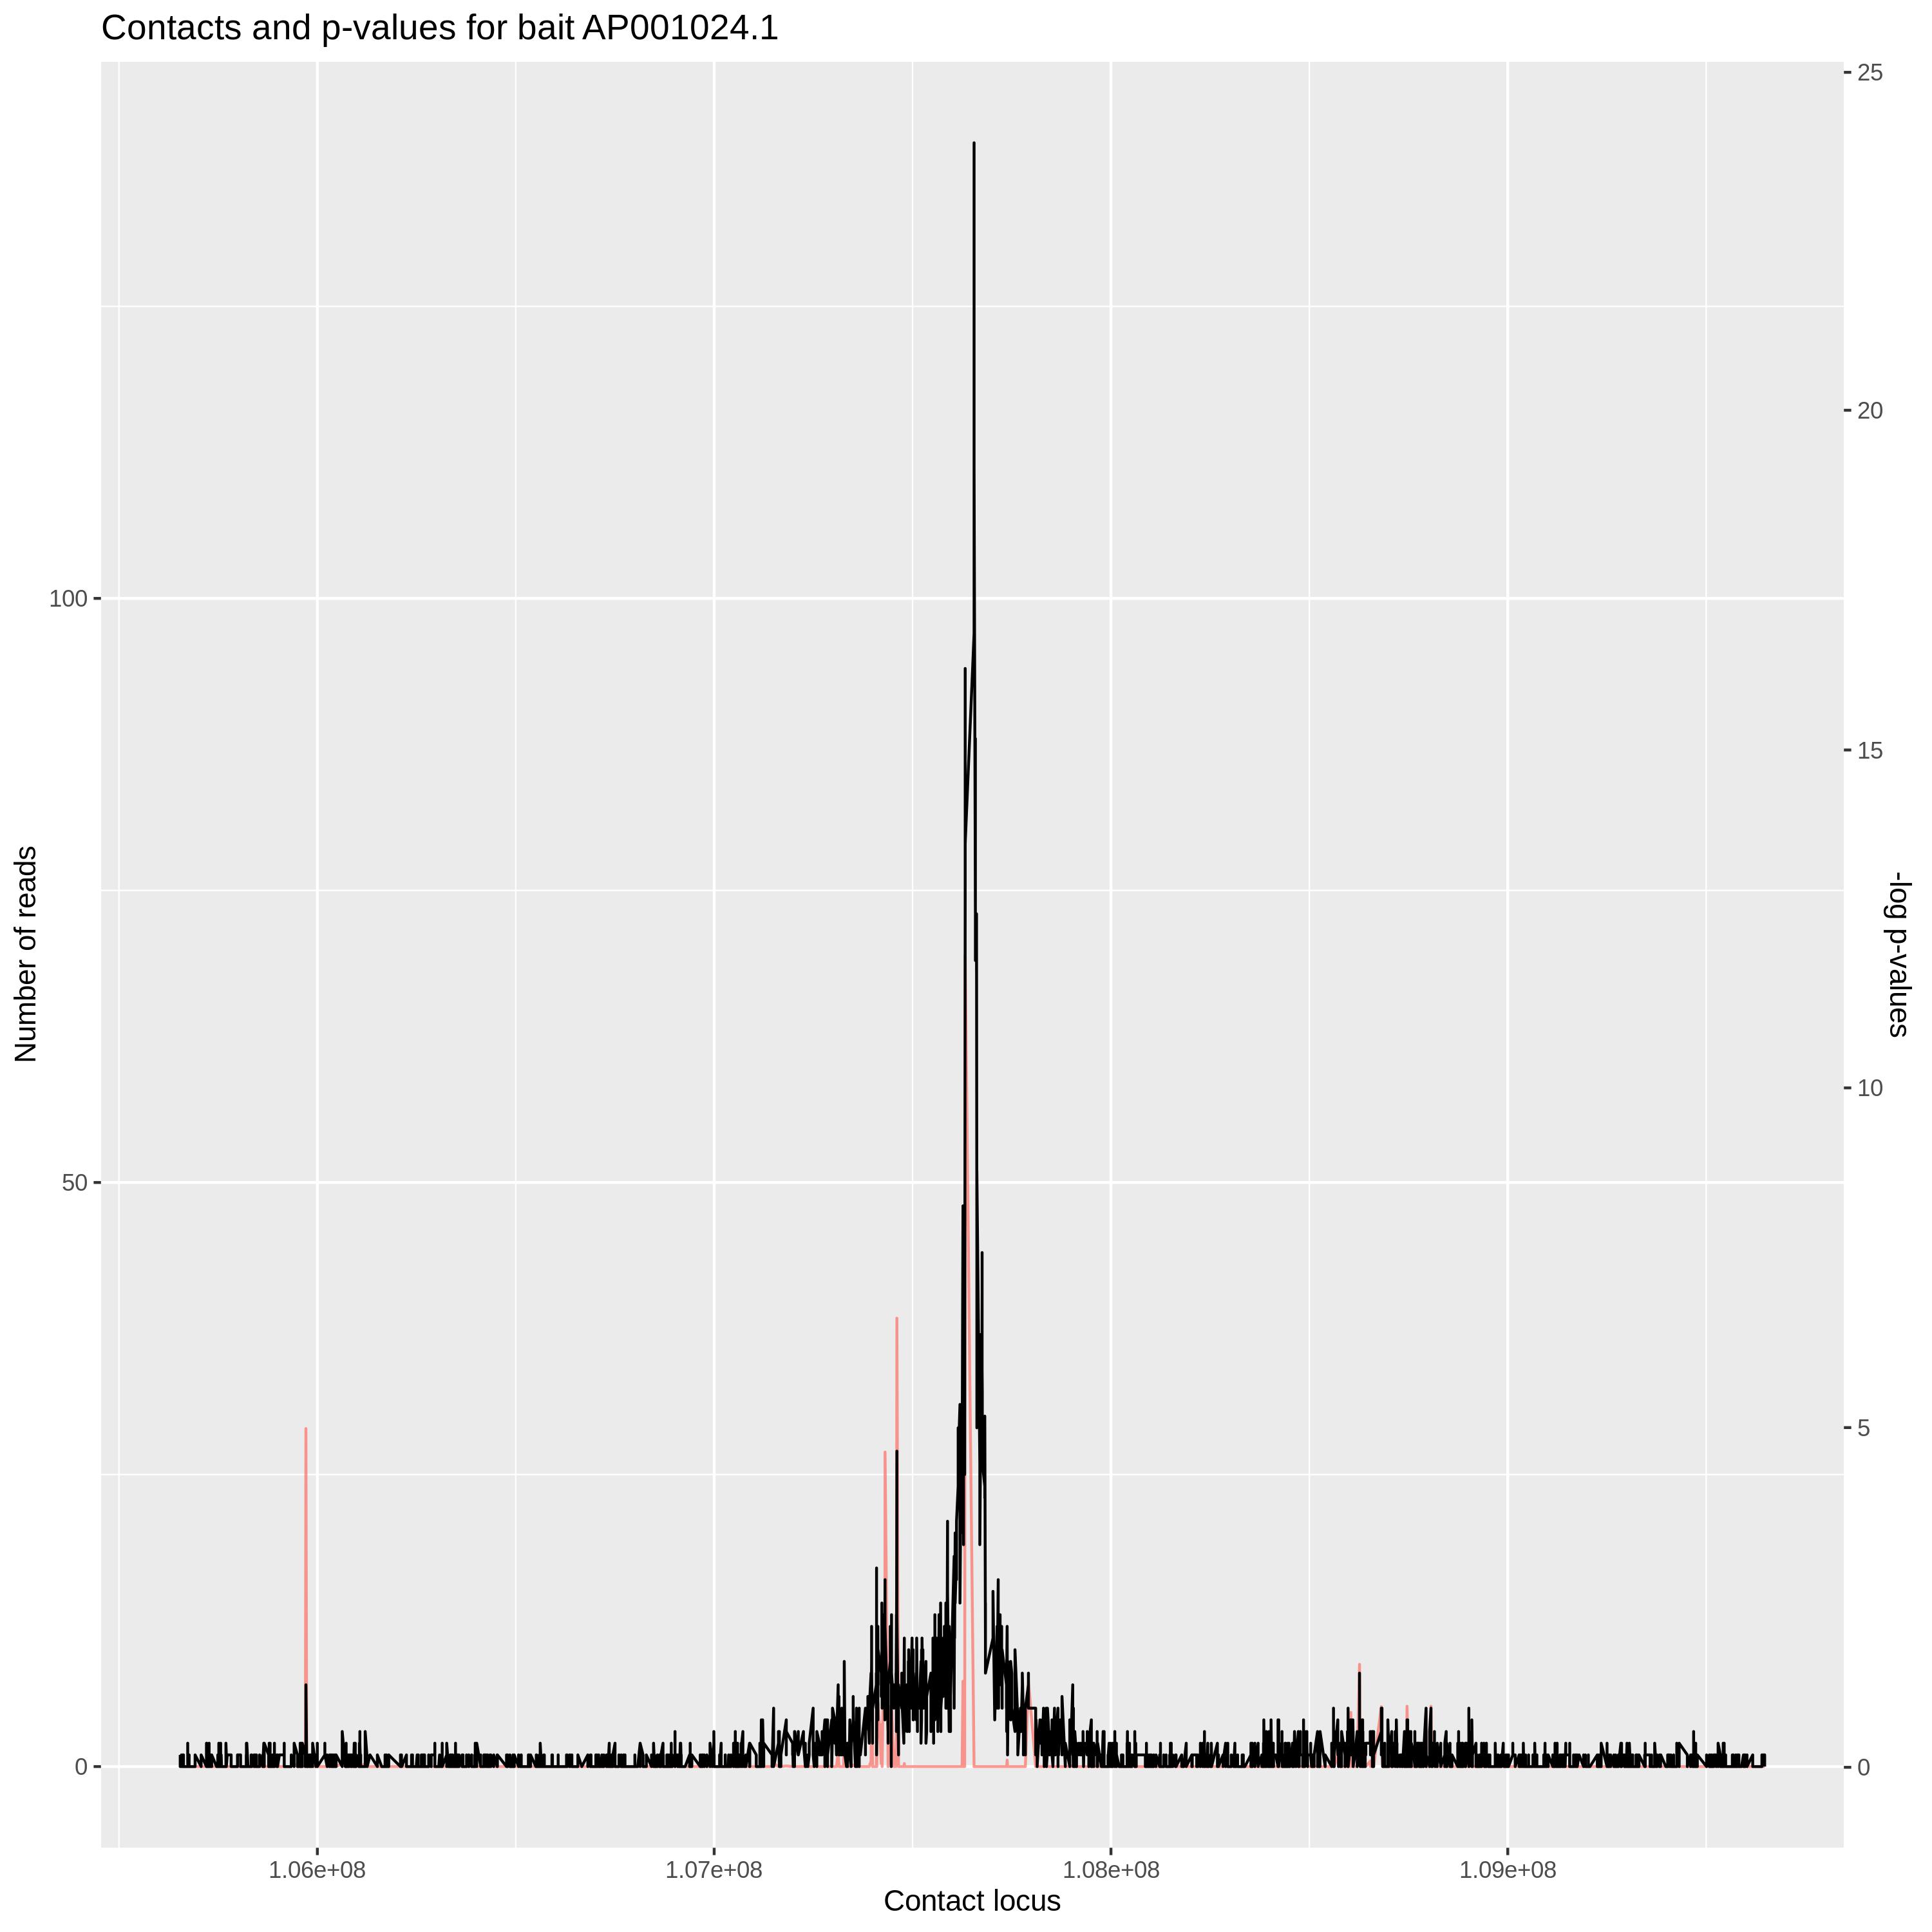 Contacts and p-values for bait AP001024.1
Number of reads
100
50
0
25
20
15
10
5
0
-log p-values
1.06e+08
1.07e+08
1.08e+08
1.09e+08
Contact locus